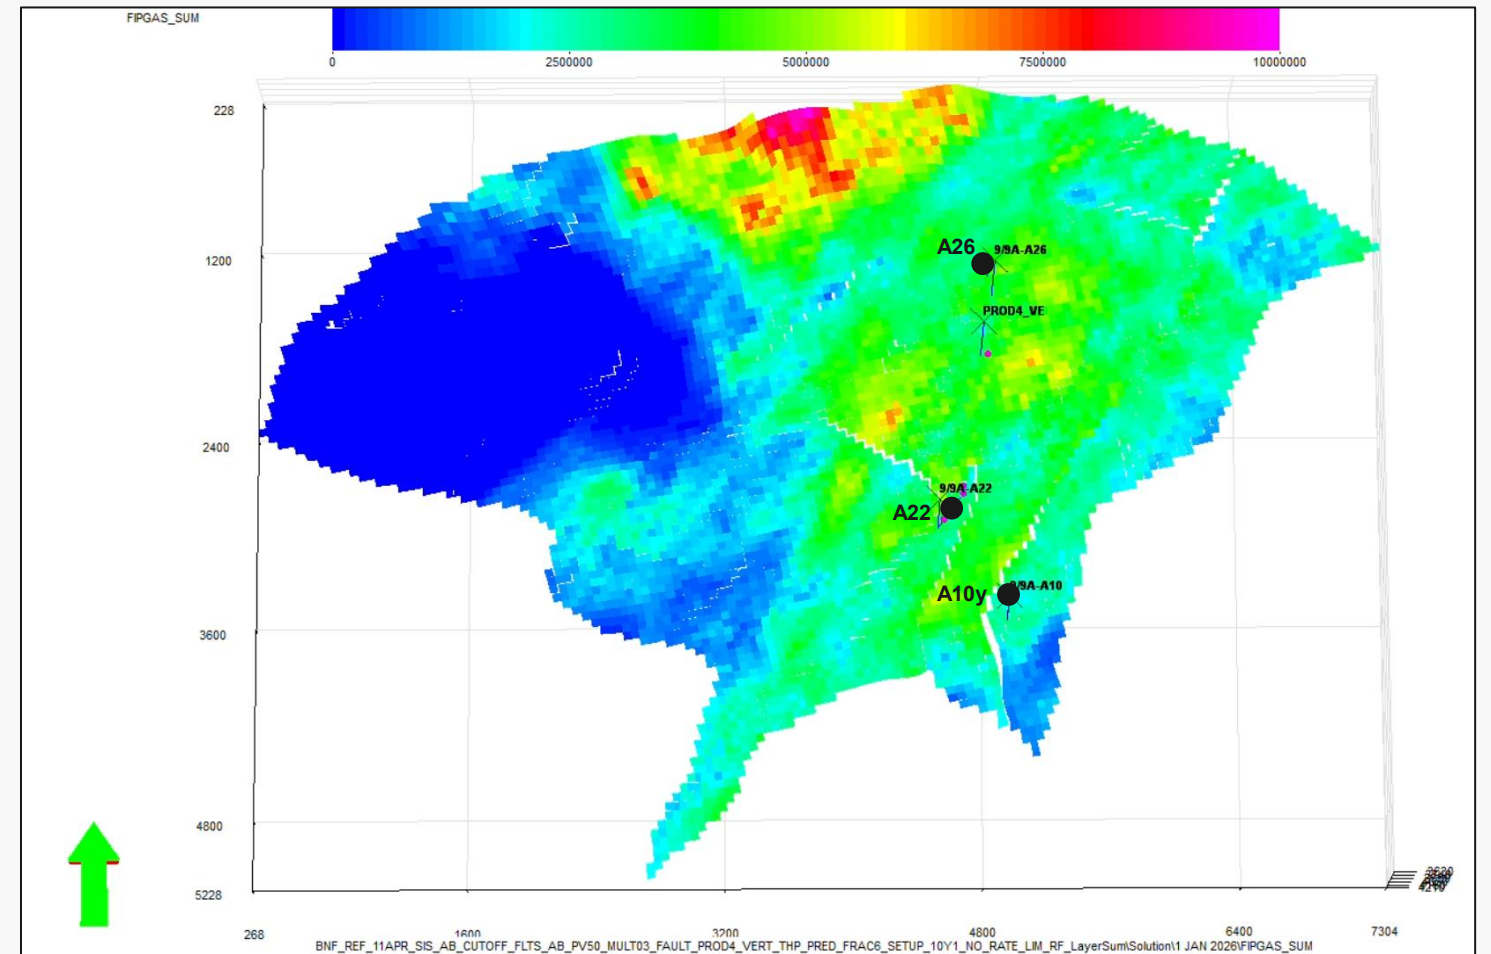 FIPGAS_SUM
0 2500000 5000000 7500000 10000000
228
1200
A26 9/9A-A26
PROD4_VE
2400
9/9A-A22
A22
A10y 9/9A-A10
3600
4800
5228
268 1600 3200 4800 6400 7304
BNF_REF_11APR_SIS_AB_CUTOFF_FLTS_AB_PV50_MULT03_FAULT_PROD4_VERT_THP_PRED_FRAC6_SETUP_10Y1_NO_RATE_LIM_RF_LayerSum\Solution\1 JAN 2026\FIPGAS_SUM